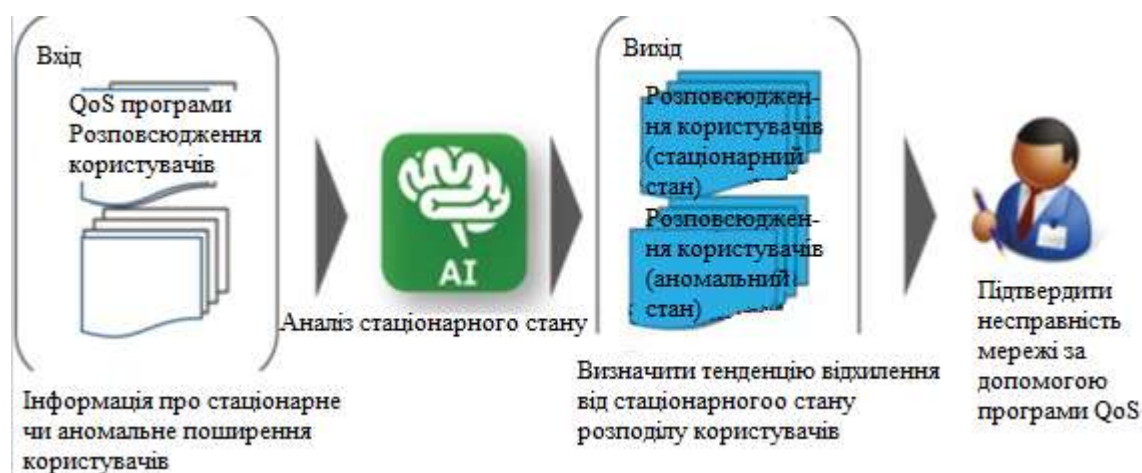 Вхід
QoS програми
Розповсюдження
користувачів
Інформація про стаціонарне
чи аномальне поширення
користувачів
AI
Аналіз стаціонарного стану
Вихід
Розповсюджен-
ня користувачів
(стаціонарний
стан)
Розповсюджен-
ня користувачів
(аномальний
стан)
Визначити тенденцію відхилення
від стаціонарногоо стану
розподілу користувачів
Підтвердити
несправність
мережі за
допомогою
програми QoS